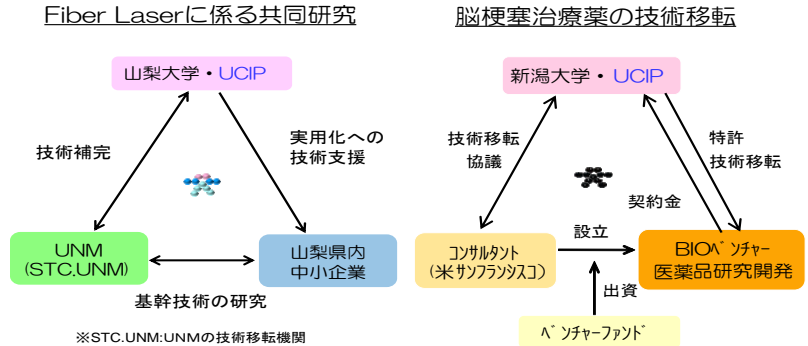 Fiber Laserに係る共同研究
山梨大学・UCIP
技術補完
実用化への
技術支援
UNM
(STC.UNM)
山梨県内
中小企業
基幹技術の研究
※STC.UNM:UNMの技術移転機関
脳梗塞治療薬の技術移転
新潟大学・UCIP
技術移転
協議
特許
技術移転
契約金
設立
コンサルタント
(米サンフランシスコ)
BIOベンチャー
医薬品研究開発
出資
ベンチャーファンド